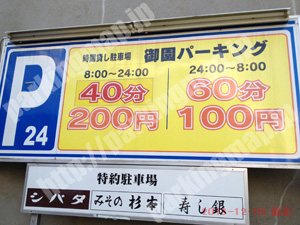 時間貸し駐車場 御園パーキング
P 24
8:00～24:00 24:00～8:00
40分 60分
200円 100円
特約駐車場
シバタ みその 杉本 寿し銀